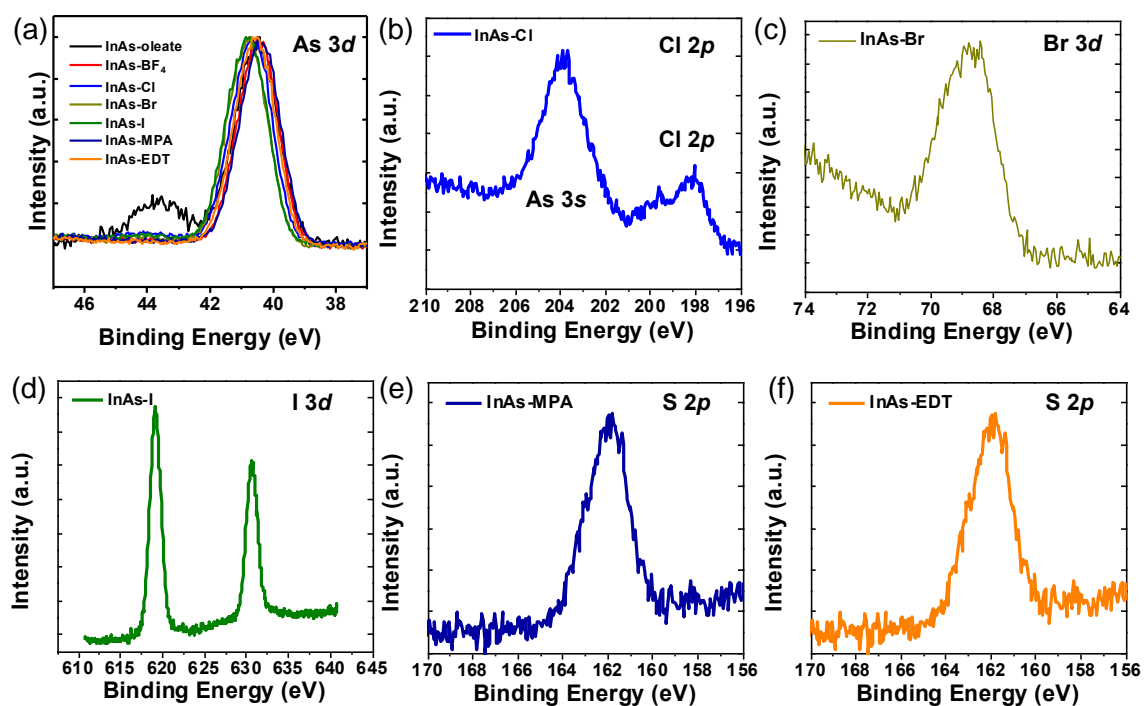 (a)
As 3d
InAs-oleate
InAs-BF4
InAs-Cl
InAs-Br
InAs-I
InAs-MPA
InAs-EDT
Intensity (a.u.)
46 44 42 40 38
Binding Energy (eV)
(b)
InAs-Cl
Cl 2p
Cl 2p
As 3s
Intensity (a.u.)
210 208 206 204 202 200 198 196
Binding Energy (eV)
(c)
InAs-Br
Br 3d
Intensity (a.u.)
74 72 70 68 66 64
Binding Energy (eV)
(d)
InAs-I
I 3d
Intensity (a.u.)
610 615 620 625 630 635 640 645
Binding Energy (eV)
(e)
InAs-MPA
S 2p
Intensity (a.u.)
170 168 166 164 162 160 158 156
Binding Energy (eV)
(f)
InAs-EDT
S 2p
Intensity (a.u.)
170 168 166 164 162 160 158 156
Binding Energy (eV)